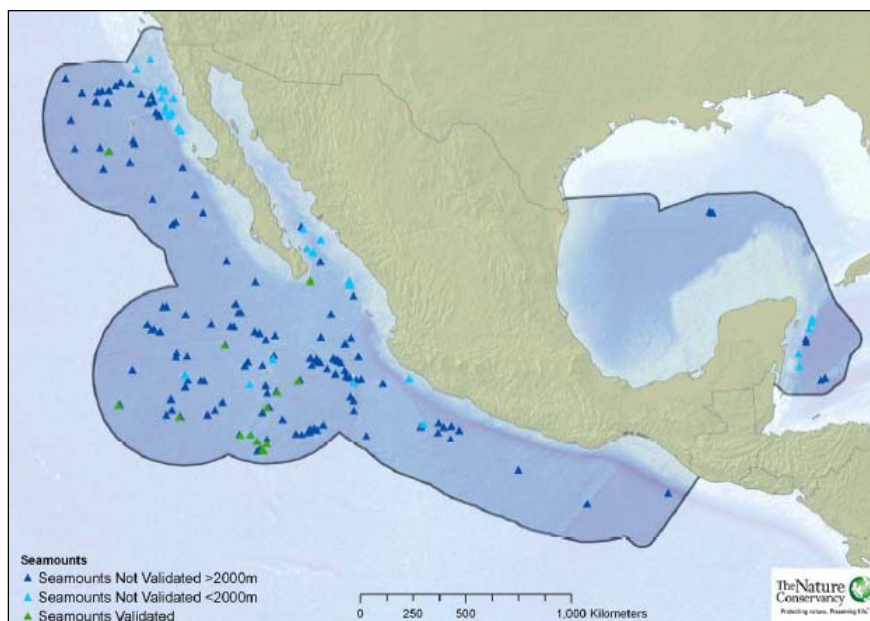 Seamounts
Seamounts Not Validated >2000m
Seamounts Not Validated <2000m
Seamounts Validated
0 250 500 1,000 Kilometers
The Nature
Conservancy
Protecting nature. Preserving life.